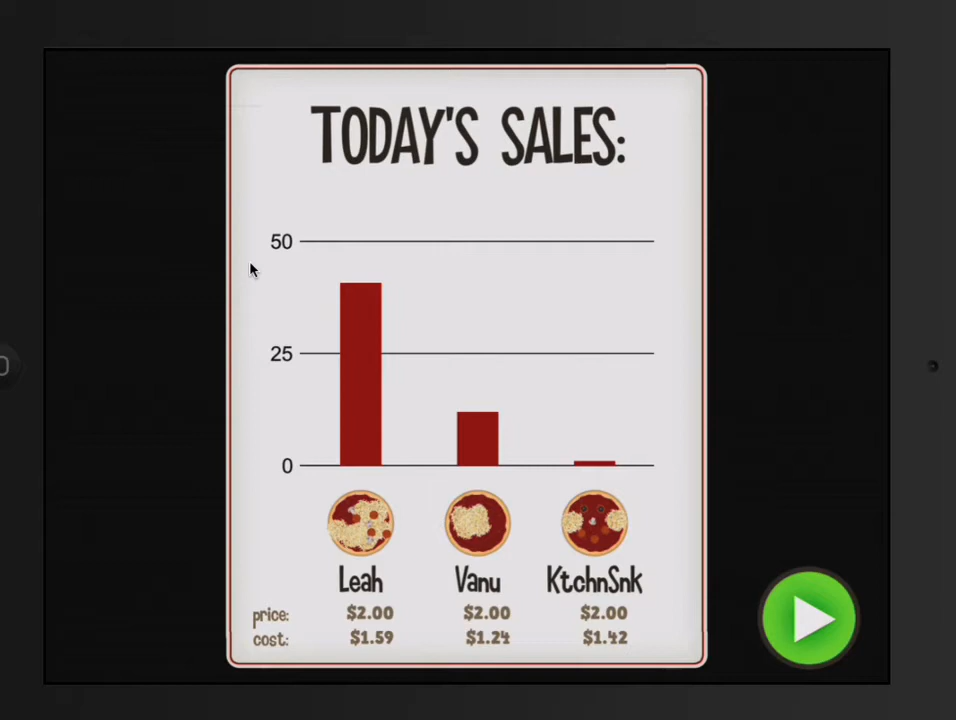 TODAY'S SALES:
50
25
0
Leah Vanu KtchnSnk
price: $2.00 $2.00 $2.00
cost: $1.59 $1.24 $1.42